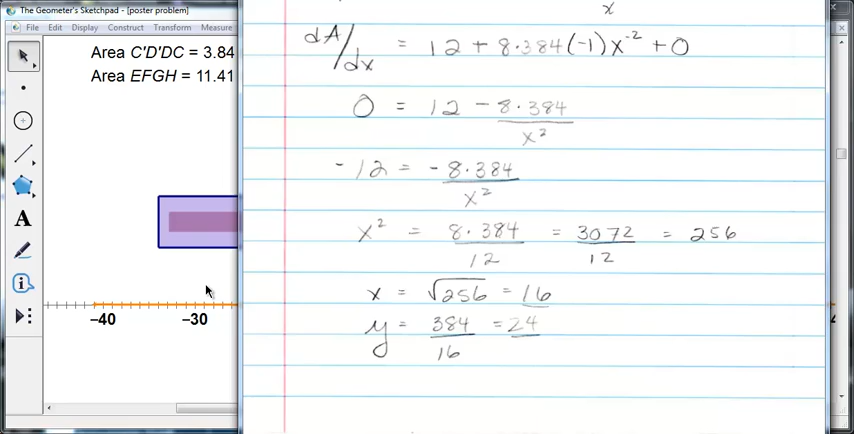 The Geometer's Sketchpad - [poster problem]
File Edit Display Construct Transform Measure
Area C'D'DC = 3.84
Area EFGH = 11.41
x
dA/dx = 12 + 8·384(-1)x⁻² + 0
0 = 12 - 8·384/x²
-12 = -8·384/x²
x² = 8·384/12 = 3072/12 = 256
x = √256 = 16
y = 384/16 = 24
A
-40 -30